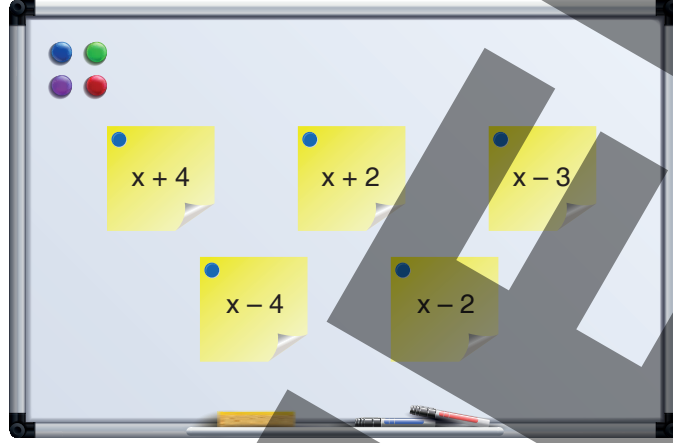 x + 4
x + 2
x – 3
x – 4
x – 2